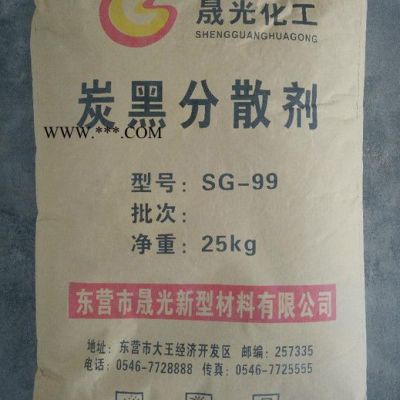 晟光化工
SHENGGUANGHUAGONG
炭黑分散剂
WWW.***.COM
型号: SG-99
批次:
净重: 25kg
东营市晟光新型材料有限公司
地址: 东营市大王经济开发区 邮编: 257335
电话: 0546-7728888 传真: 0546-7725555